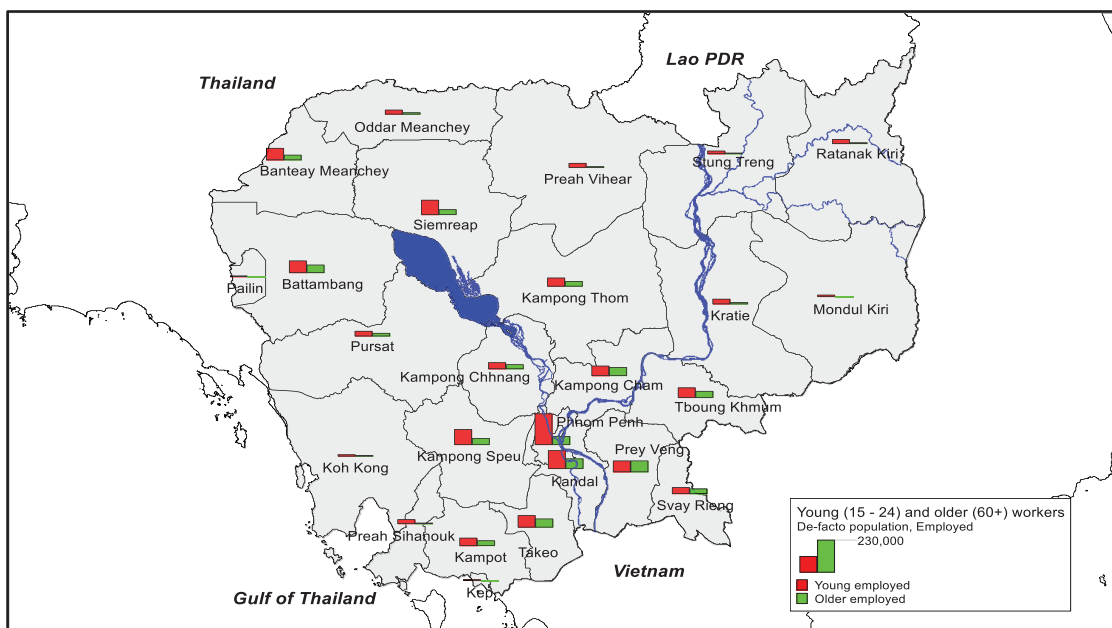 Lao PDR
Thailand
Oddar Meanchey
Stung Treng
Ratanak Kiri
Banteay Meanchey
Preah Vihear
Siemreap
Pailin
Battambang
Kampong Thom
Mondul Kiri
Kratie
Pursat
Kampong Chhnang
Kampong Cham
Tboung Khmum
Phnom Penh
Kampong Speu
Prey Veng
Koh Kong
Kandal
Svay Rieng
Preah Sihanouk
Kampot
Takeo
Vietnam
Kep
Gulf of Thailand
Young (15 - 24) and older (60+) workers
De-facto population, Employed
230,000
Young employed
Older employed